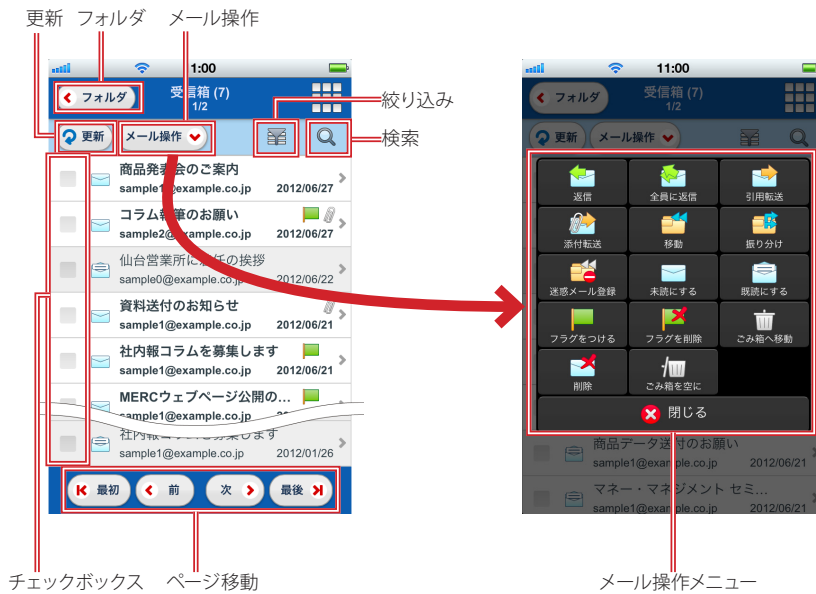 更新 フォルダ メール操作
1:00
フォルダ
受信箱 (7)
1/2
絞り込み
更新
メール操作
検索
商品発表会のご案内
sample1@example.co.jp 2012/06/27
コラム執筆のお願い
sample2@example.co.jp 2012/06/27
仙台営業所に着任の挨拶
sample0@example.co.jp 2012/06/22
資料送付のお知らせ
sample1@example.co.jp 2012/06/21
社内報コラムを募集します
sample1@example.co.jp 2012/06/21
MERCウェブページ公開の...
社内報コラムを募集します
sample1@example.co.jp 2012/01/26
最初 前 次 最後
チェックボックス ページ移動
11:00
フォルダ
受信箱 (7)
1/2
更新 メール操作
返信 全員に返信 引用転送
添付転送 移動 振り分け
迷惑メール登録 未読にする 既読にする
フラグをつける フラグを削除 ごみ箱へ移動
削除 ごみ箱を空に
閉じる
商品データ送付のお願い
sample1@example.co.jp 2012/06/21
マネー・マネジメント セミ...
sample1@example.co.jp 2012/06/21
メール操作メニュー